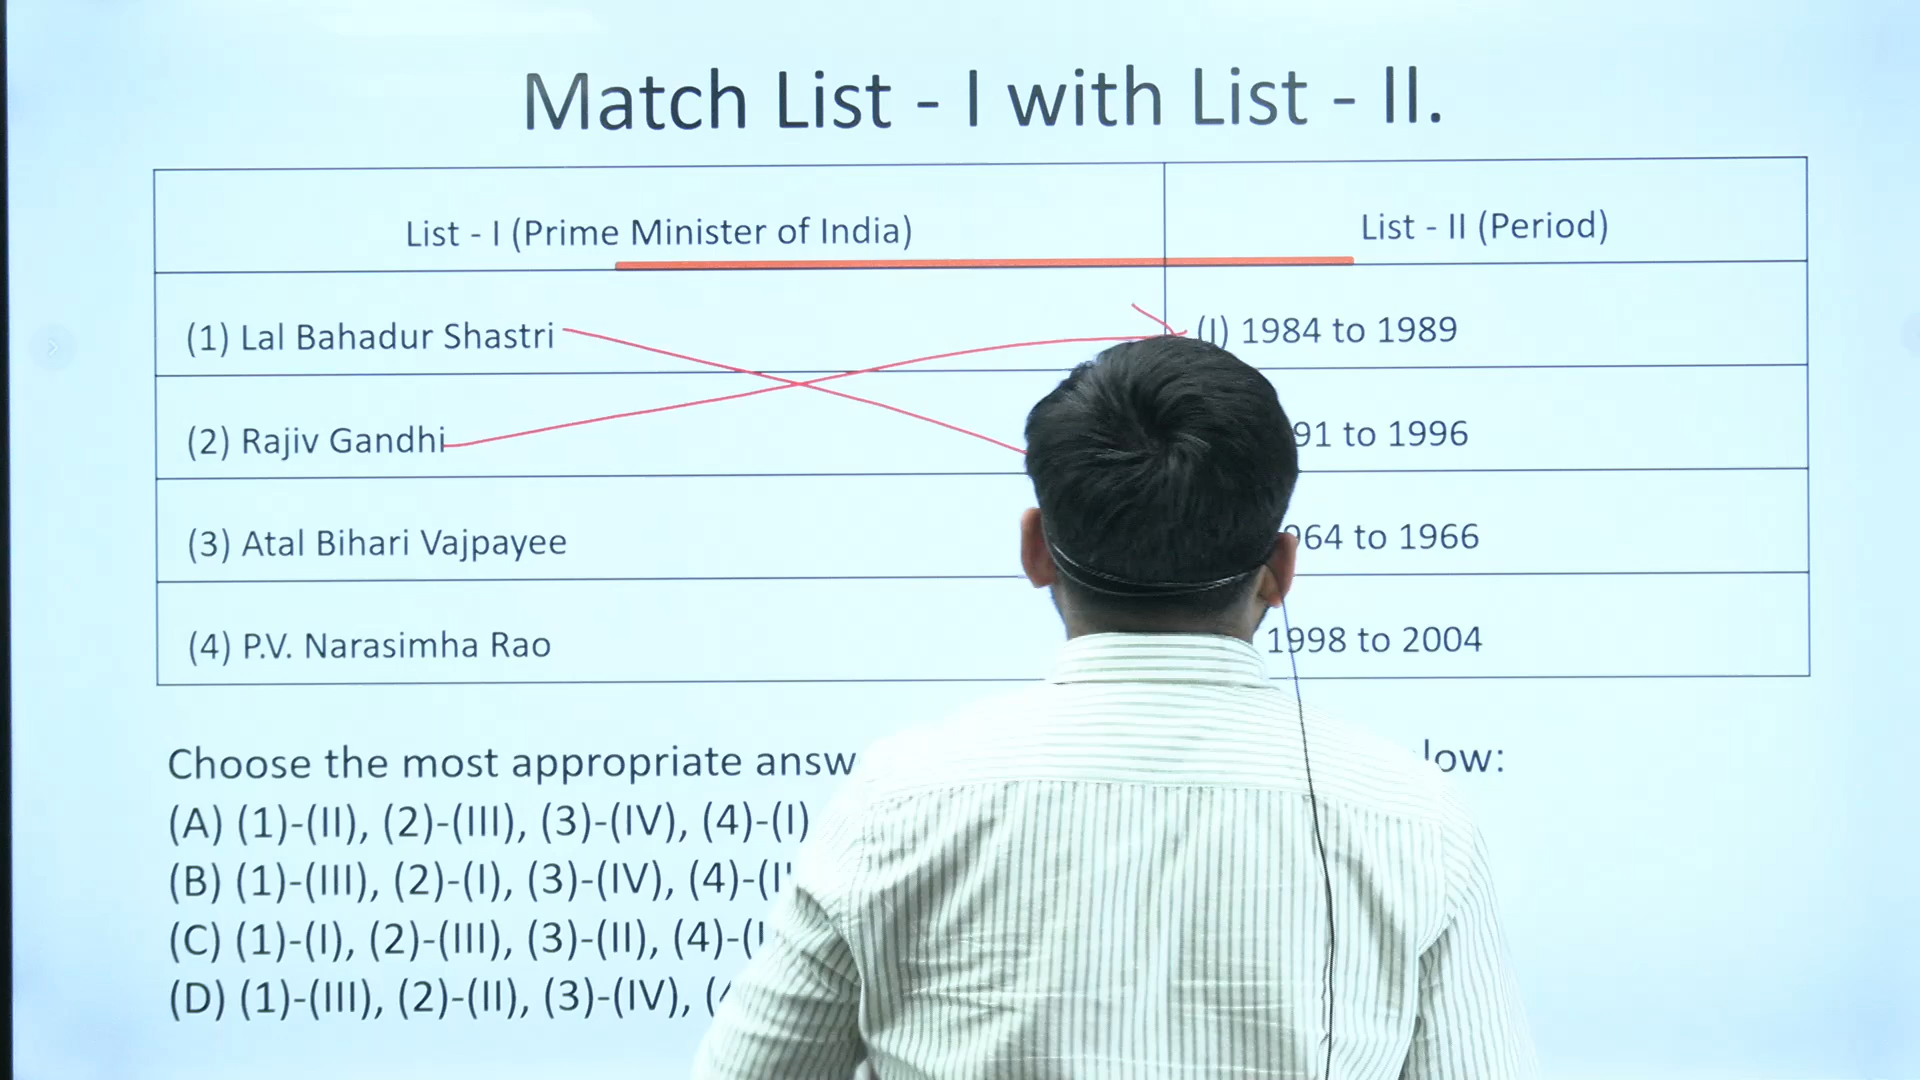 Match List - I with List - II.
List - I (Prime Minister of India) List - II (Period)
(1) Lal Bahadur Shastri (I) 1984 to 1989
(2) Rajiv Gandhi 91 to 1996
(3) Atal Bihari Vajpayee 964 to 1966
(4) P.V. Narasimha Rao 1998 to 2004
Choose the most appropriate answ low:
(A) (1)-(II), (2)-(III), (3)-(IV), (4)-(I)
(B) (1)-(III), (2)-(I), (3)-(IV), (4)-(I
(C) (1)-(I), (2)-(III), (3)-(II), (4)-(I
(D) (1)-(III), (2)-(II), (3)-(IV), (